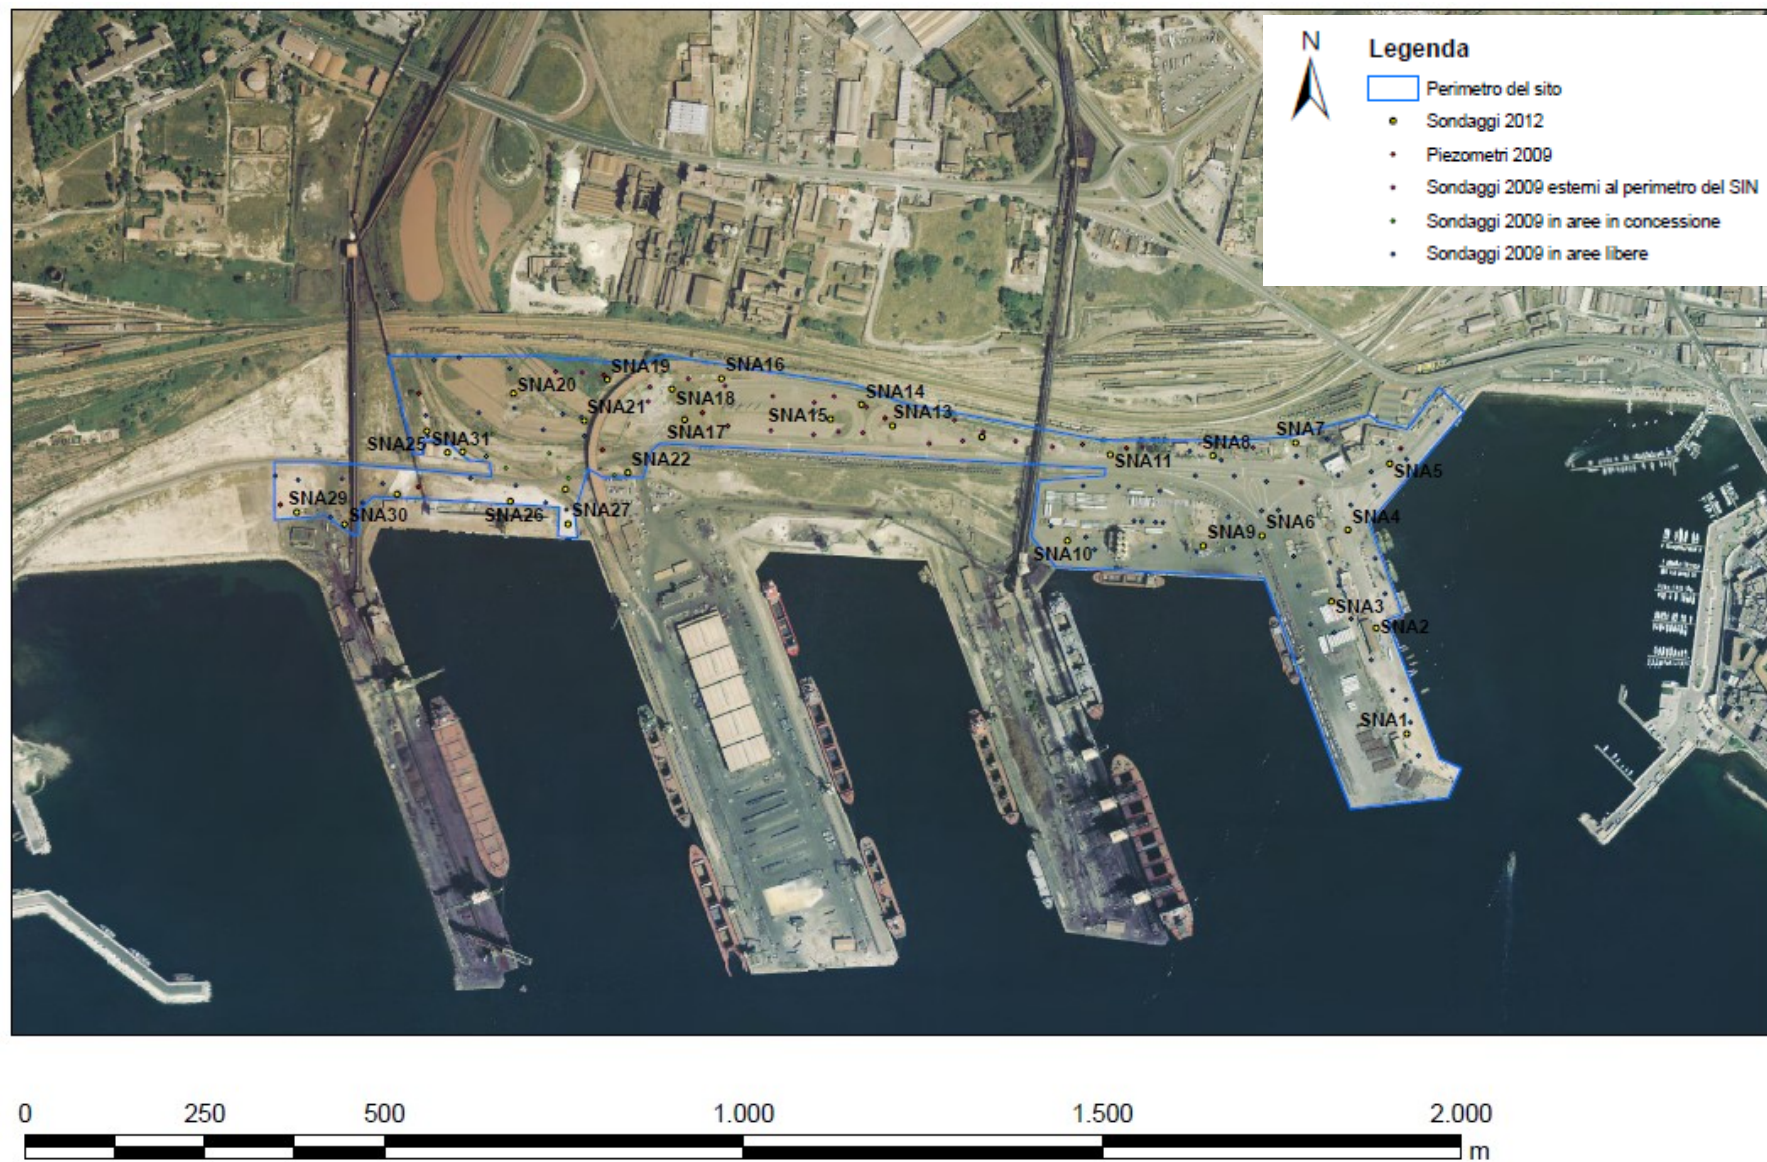 N
Legenda
Perimetro del sito
Sondaggi 2012
Piezometri 2009
Sondaggi 2009 esterni al perimetro del SIN
Sondaggi 2009 in aree in concessione
Sondaggi 2009 in aree libere
SNA19
SNA16
SNA20
SNA18
SNA14
SNA21
SNA15
SNA13
SNA17
SNA7
SNA25
SNA31
SNA8
SNA11
SNA22
SNA5
SNA29
SNA30
SNA26
SNA27
SNA6
SNA4
SNA9
SNA10
SNA3
SNA2
SNA1
0 250 500 1.000 1.500 2.000
m